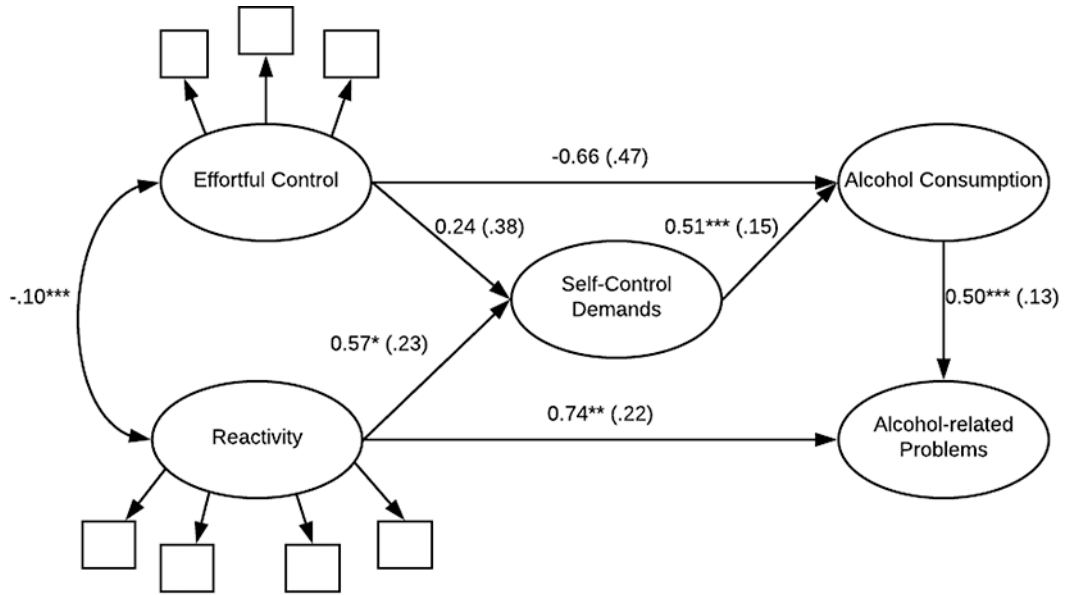 -0.66 (.47)
Effortful Control
Alcohol Consumption
0.24 (.38)
0.51*** (.15)
Self-Control
Demands
-.10***
0.50*** (.13)
0.57* (.23)
0.74** (.22)
Reactivity
Alcohol-related
Problems